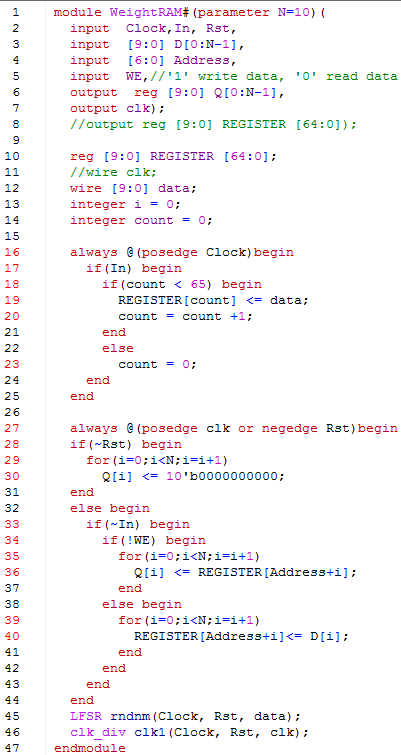 1 module WeightRAM#(parameter N=10)(
2 input Clock,In, Rst,
3 input [9:0] D[0:N-1],
4 input [6:0] Address,
5 input WE,//'1' write data, '0' read data
6 output reg [9:0] Q[0:N-1],
7 output clk);
8 //output reg [9:0] REGISTER [64:0]);
9
10 reg [9:0] REGISTER [64:0];
11 //wire clk;
12 wire [9:0] data;
13 integer i = 0;
14 integer count = 0;
15
16 always @(posedge Clock)begin
17 if(In) begin
18 if(count < 65) begin
19 REGISTER[count] <= data;
20 count = count +1;
21 end
22 else
23 count = 0;
24 end
25 end
26
27 always @(posedge clk or negedge Rst)begin
28 if(~Rst) begin
29 for(i=0;i<N;i=i+1)
30 Q[i] <= 10'b0000000000;
31 end
32 else begin
33 if(~In) begin
34 if(!WE) begin
35 for(i=0;i<N;i=i+1)
36 Q[i] <= REGISTER[Address+i];
37 end
38 else begin
39 for(i=0;i<N;i=i+1)
40 REGISTER[Address+i]<= D[i];
41 end
42 end
43 end
44 end
45 LFSR rndnm(Clock, Rst, data);
46 clk_div clk1(Clock, Rst, clk);
47 endmodule